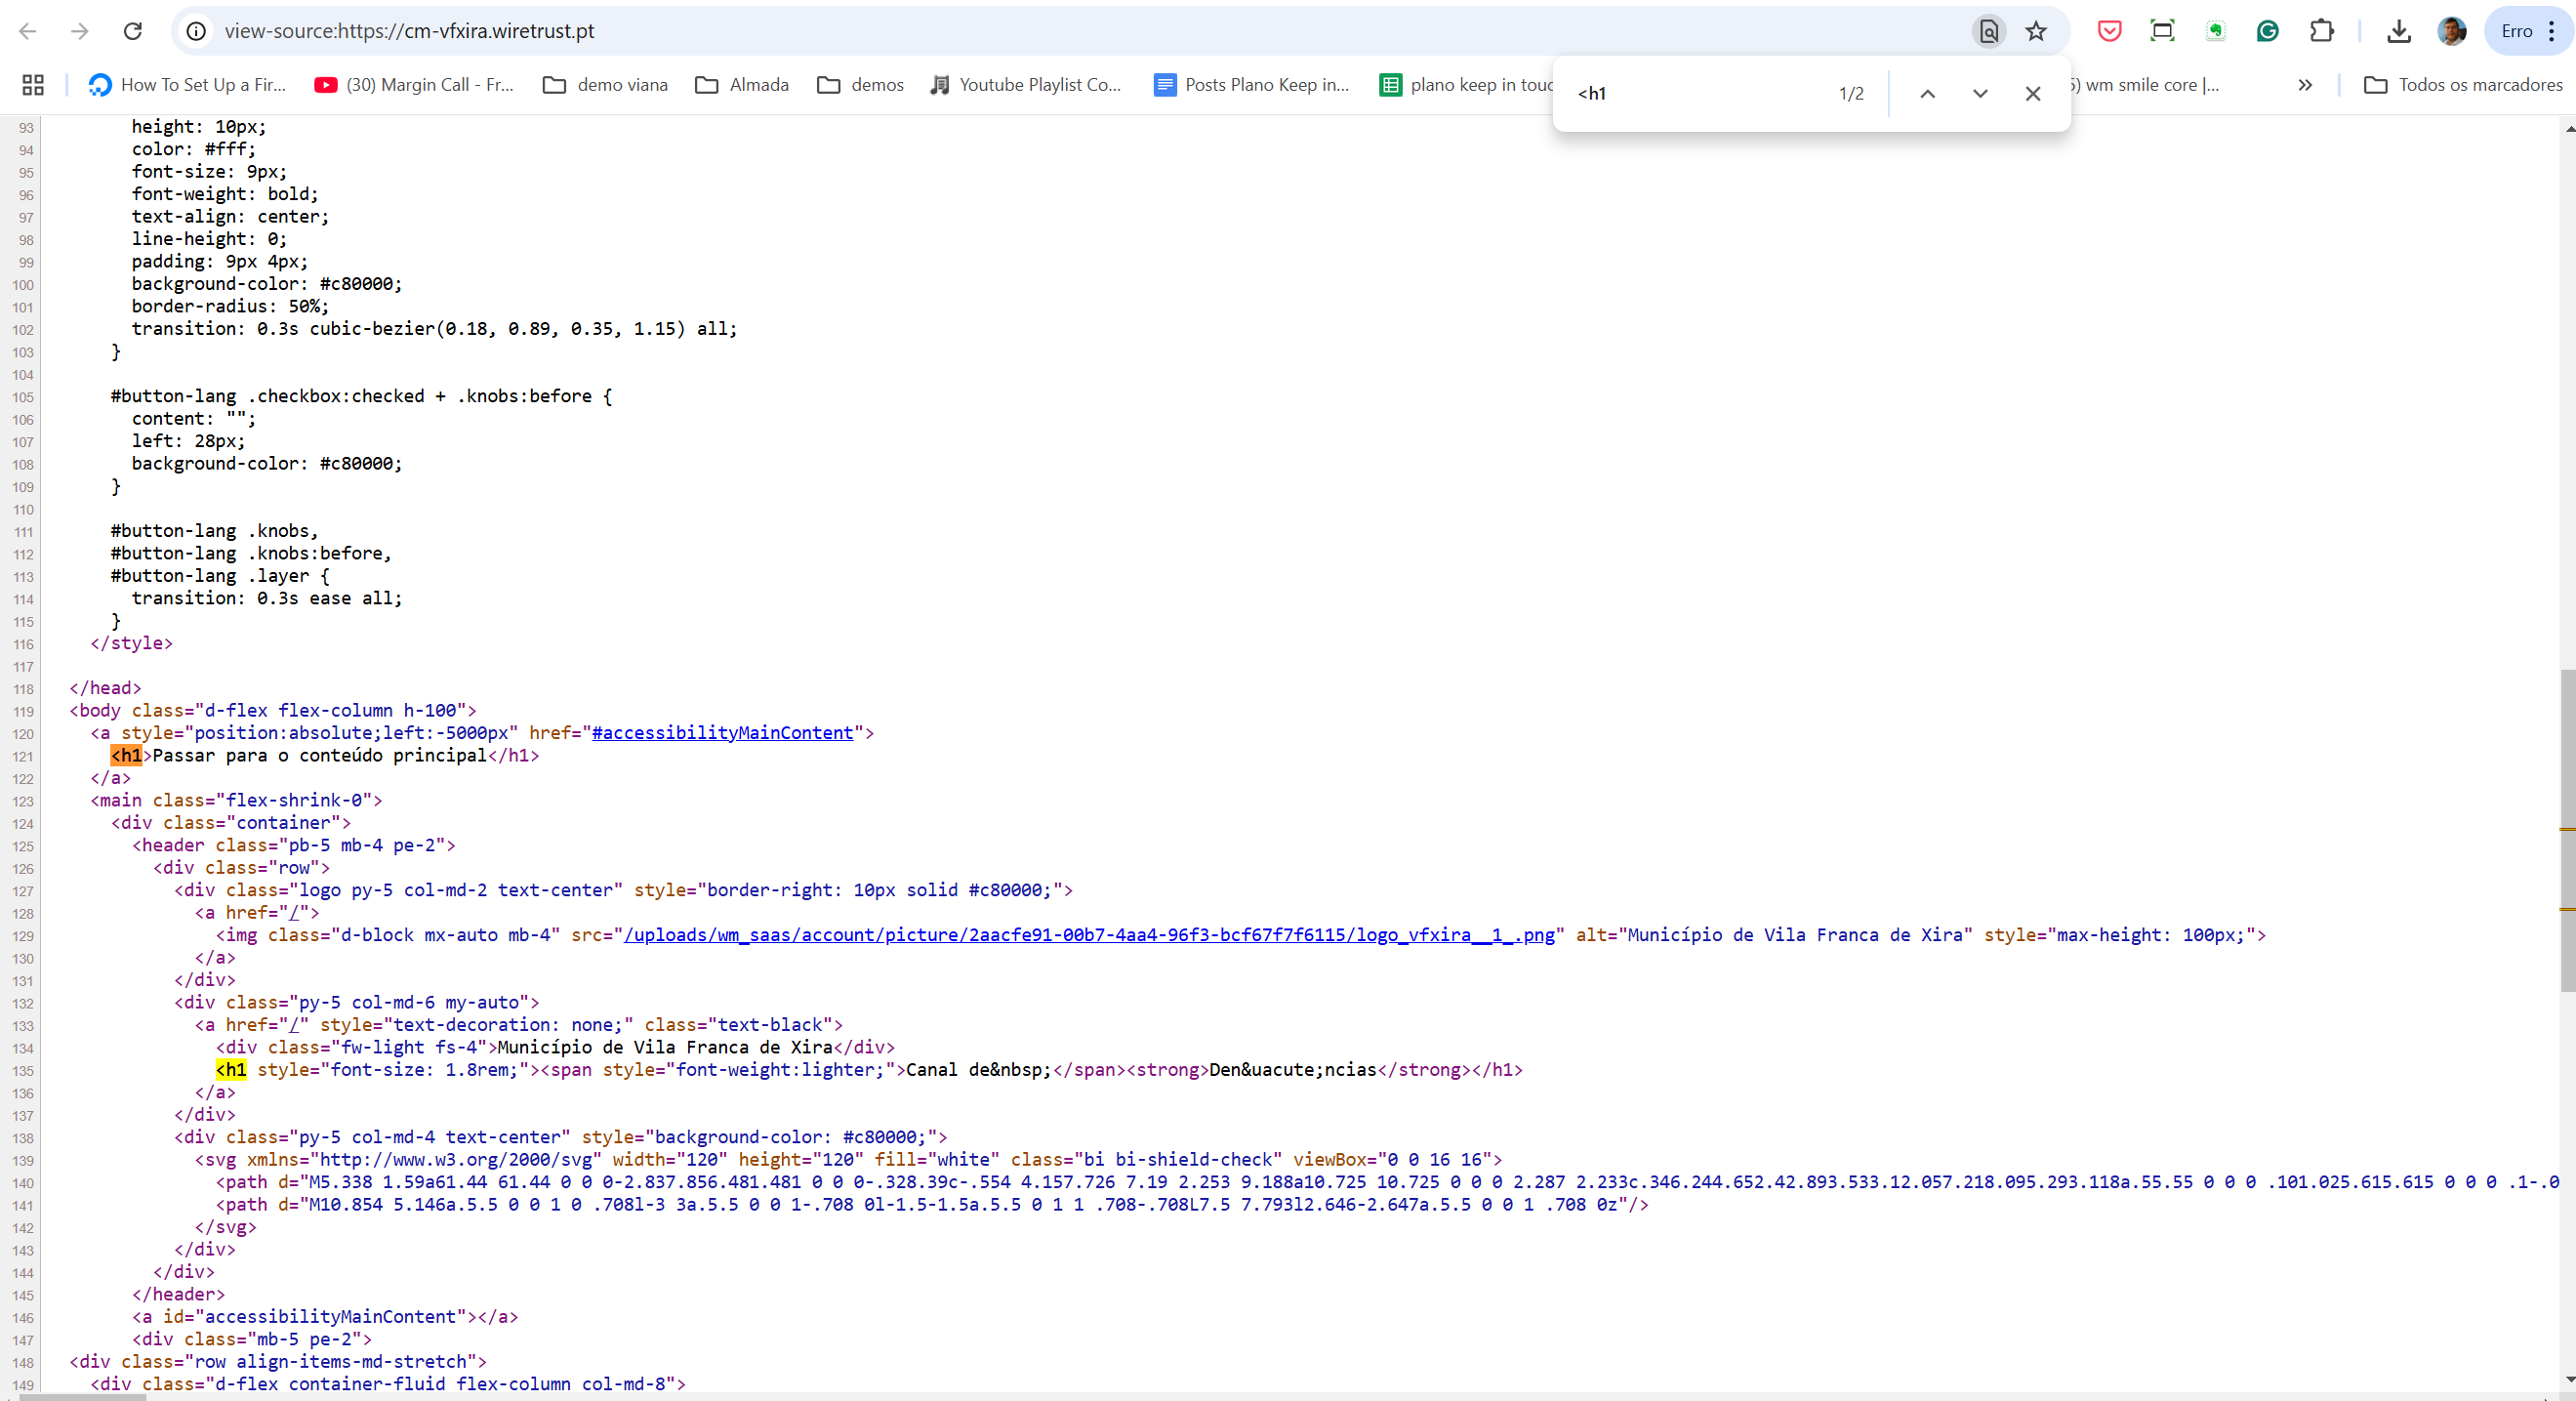 view-source:https://cm-vfxira.wiretrust.pt
Erro
How To Set Up a Fir...
(30) Margin Call - Fr...
demo viana
Almada
demos
Youtube Playlist Co...
Posts Plano Keep in...
plano keep in touc
5) wm smile core |...
»
Todos os marcadores
<h1
1/2
93 height: 10px;
94 color: #fff;
95 font-size: 9px;
96 font-weight: bold;
97 text-align: center;
98 line-height: 0;
99 padding: 9px 4px;
100 background-color: #c80000;
101 border-radius: 50%;
102 transition: 0.3s cubic-bezier(0.18, 0.89, 0.35, 1.15) all;
103 }
104
105 #button-lang .checkbox:checked + .knobs:before {
106 content: "";
107 left: 28px;
108 background-color: #c80000;
109 }
110
111 #button-lang .knobs,
112 #button-lang .knobs:before,
113 #button-lang .layer {
114 transition: 0.3s ease all;
115 }
116 </style>
117
118 </head>
119 <body class="d-flex flex-column h-100">
120 <a style="position:absolute;left:-5000px" href="#accessibilityMainContent">
121 <h1>Passar para o conteúdo principal</h1>
122 </a>
123 <main class="flex-shrink-0">
124 <div class="container">
125 <header class="pb-5 mb-4 pe-2">
126 <div class="row">
127 <div class="logo py-5 col-md-2 text-center" style="border-right: 10px solid #c80000;">
128 <a href="/">
129 <img class="d-block mx-auto mb-4" src="/uploads/wm_saas/account/picture/2aacfe91-00b7-4aa4-96f3-bcf67f7f6115/logo_vfxira__1_.png" alt="Município de Vila Franca de Xira" style="max-height: 100px;">
130 </a>
131 </div>
132 <div class="py-5 col-md-6 my-auto">
133 <a href="/" style="text-decoration: none;" class="text-black">
134 <div class="fw-light fs-4">Município de Vila Franca de Xira</div>
135 <h1 style="font-size: 1.8rem;"><span style="font-weight:lighter;">Canal de&nbsp;</span><strong>Den&uacute;ncias</strong></h1>
136 </a>
137 </div>
138 <div class="py-5 col-md-4 text-center" style="background-color: #c80000;">
139 <svg xmlns="http://www.w3.org/2000/svg" width="120" height="120" fill="white" class="bi bi-shield-check" viewBox="0 0 16 16">
140 <path d="M5.338 1.59a61.44 61.44 0 0 0-2.837.856.481.481 0 0 0-.328.39c-.554 4.157.726 7.19 2.253 9.188a10.725 10.725 0 0 0 2.287 2.233c.346.244.652.42.893.533.12.057.218.095.293.118a.55.55 0 0 0 .101.025.615.615 0 0 0 .1-.0
141 <path d="M10.854 5.146a.5.5 0 0 1 0 .708l-3 3a.5.5 0 0 1-.708 0l-1.5-1.5a.5.5 0 1 1 .708-.708L7.5 7.793l2.646-2.647a.5.5 0 0 1 .708 0z"/>
142 </svg>
143 </div>
144 </div>
145 </header>
146 <a id="accessibilityMainContent"></a>
147 <div class="mb-5 pe-2">
148 <div class="row align-items-md-stretch">
149 <div class="d-flex container-fluid flex-column col-md-8">